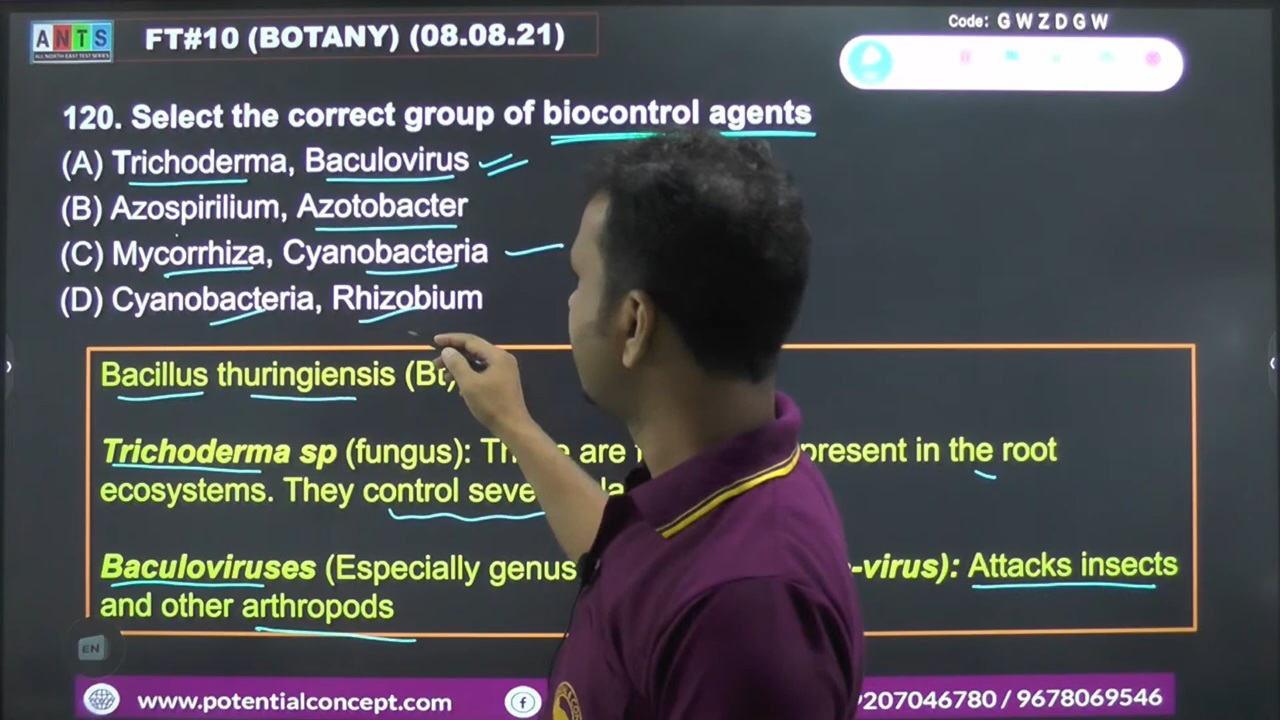 ANTS
ALL NORTH EAST TEST SERIES
FT#10 (BOTANY) (08.08.21)
Code: G W Z D G W
120. Select the correct group of biocontrol agents
(A) Trichoderma, Baculovirus
(B) Azospirilium, Azotobacter
(C) Mycorrhiza, Cyanobacteria
(D) Cyanobacteria, Rhizobium
Bacillus thuringiensis (Bt)
Trichoderma sp (fungus): are present in the root
ecosystems. They control
Baculoviruses (Especially genus -virus): Attacks insects
and other arthropods
EN
www.potentialconcept.com f 9207046780 / 9678069546